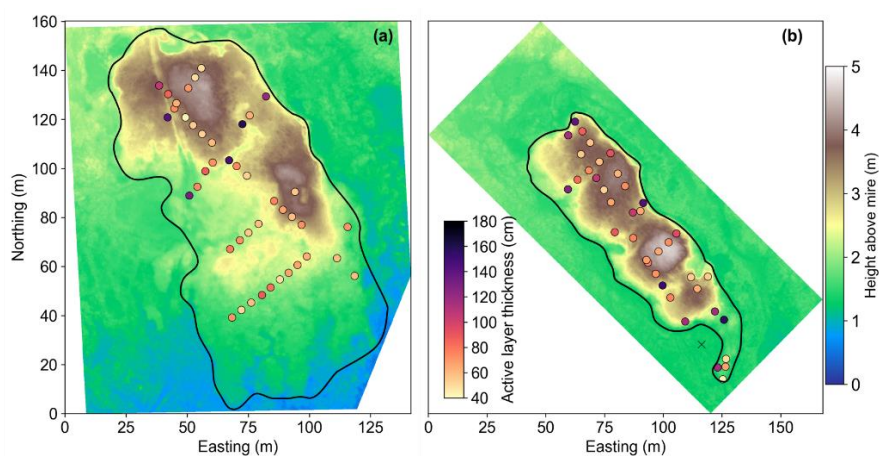 (a)
160
140
120
100
80
60
40
20
0
Northing (m)
0 25 50 75 100 125
Easting (m)
(b)
180
160
140
120
100
80
60
40
Active layer thickness (cm)
0 25 50 75 100 125 150
Easting (m)
5
4
3
2
1
0
Height above mire (m)